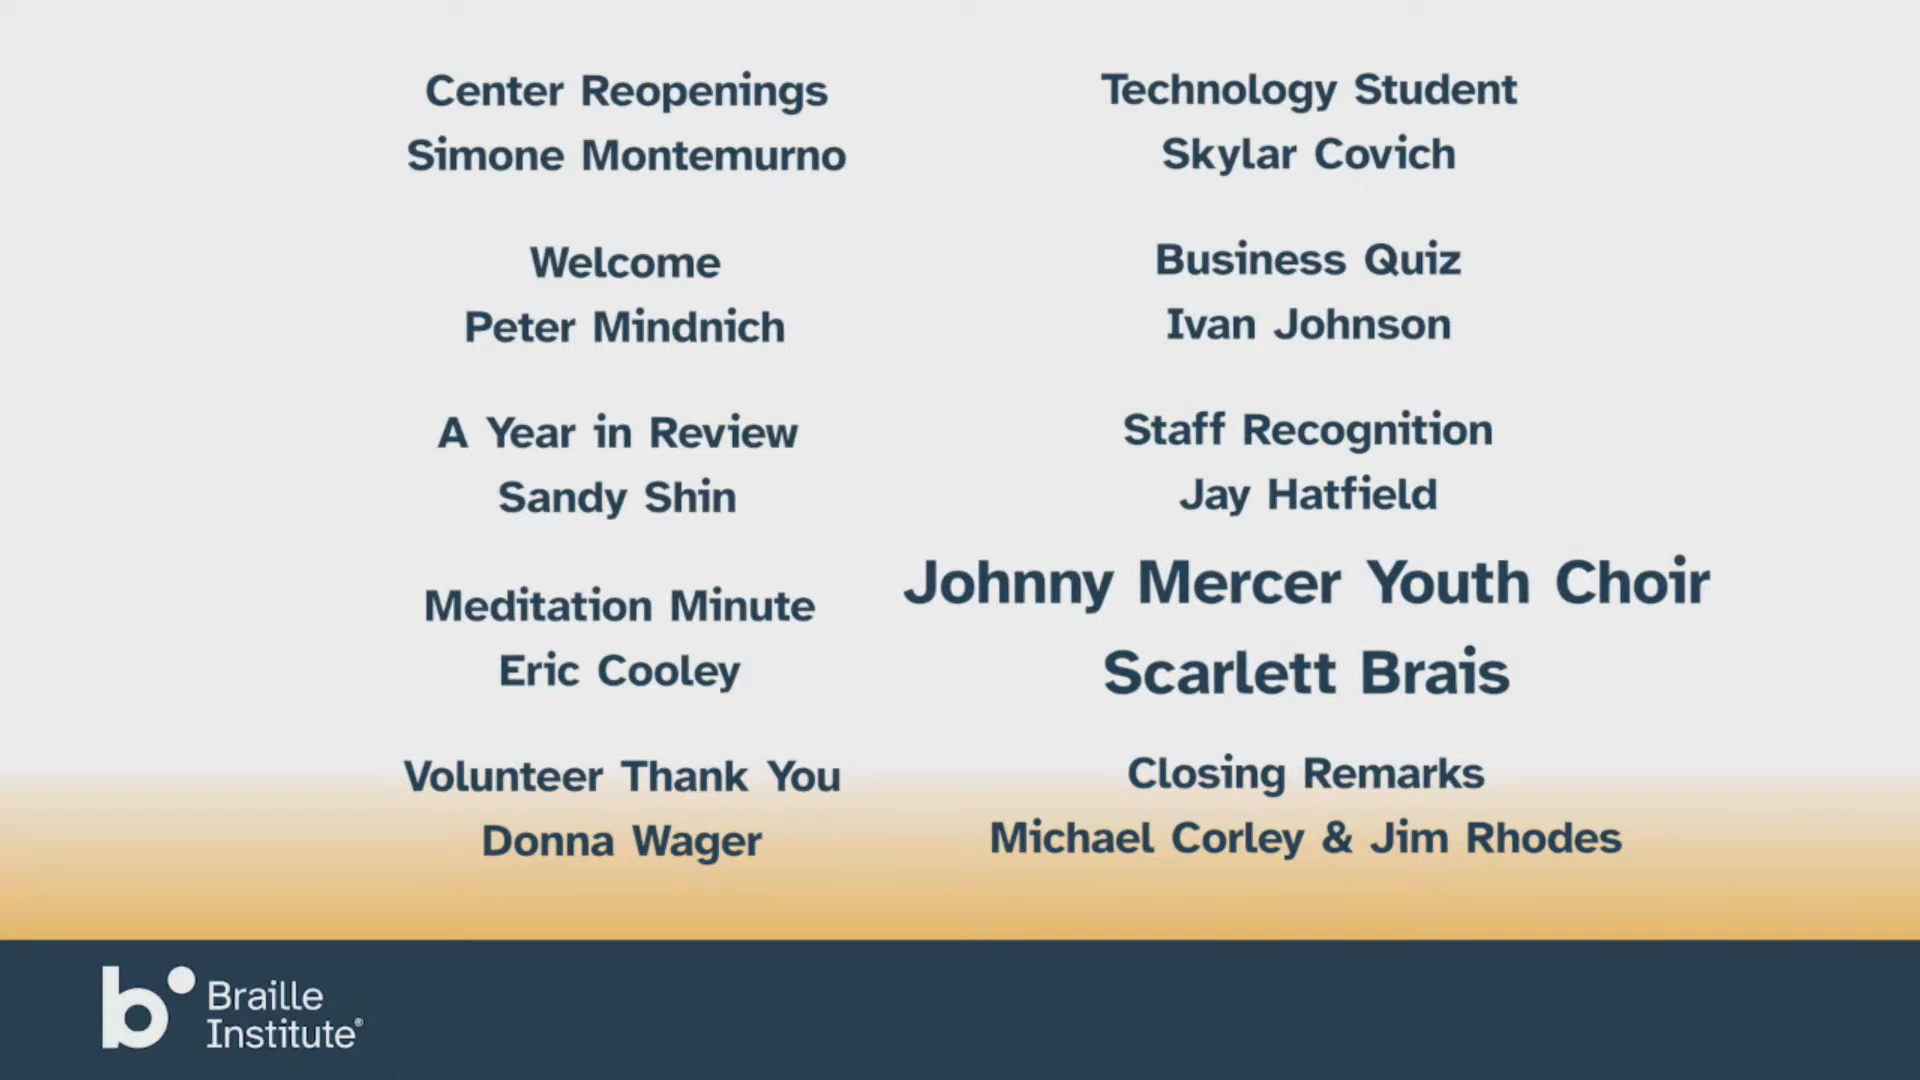 Center Reopenings
Simone Montemurno
Welcome
Peter Mindnich
A Year in Review
Sandy Shin
Meditation Minute
Eric Cooley
Volunteer Thank You
Donna Wager
Technology Student
Skylar Covich
Business Quiz
Ivan Johnson
Staff Recognition
Jay Hatfield
Johnny Mercer Youth Choir
Scarlett Brais
Closing Remarks
Michael Corley & Jim Rhodes
b
Braille
Institute®